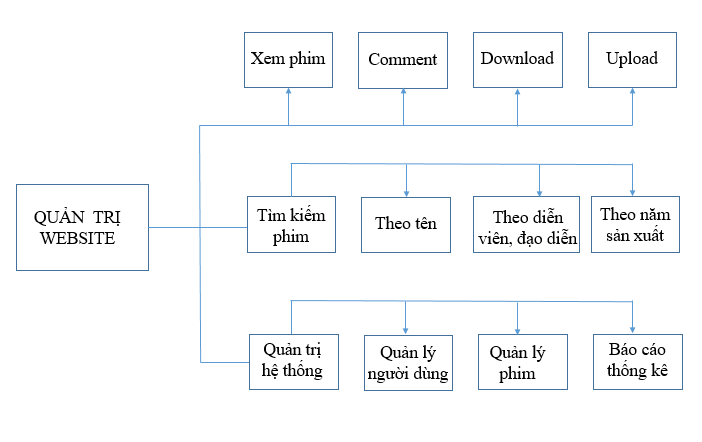 Xem phim
Comment
Download
Upload
QUẢN TRỊ
WEBSITE
Tìm kiếm
phim
Theo tên
Theo diễn
viên, đạo diễn
Theo năm
sản xuất
Quản trị
hệ thống
Quản lý
người dùng
Quản lý
phim
Báo cáo
thống kê